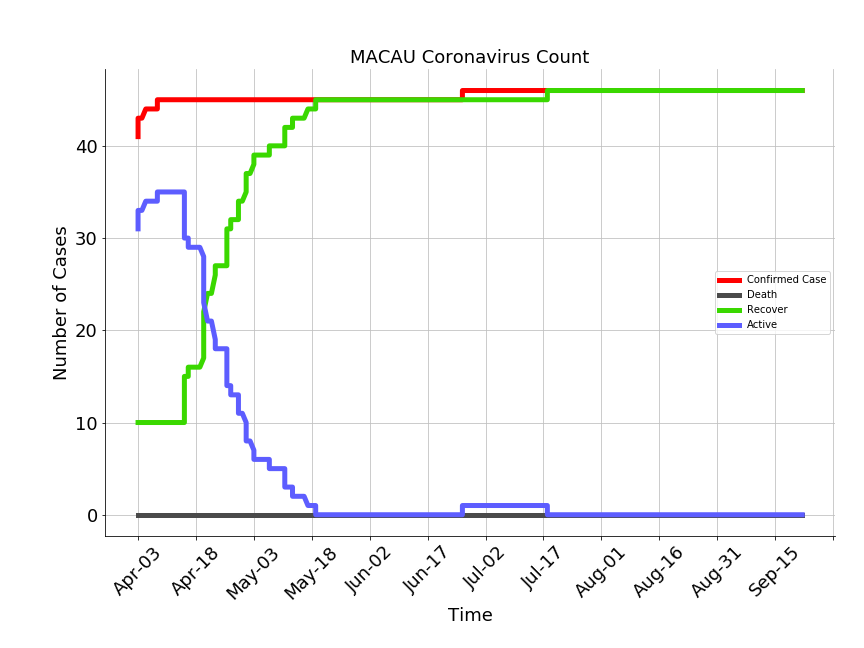 MACAU Coronavirus Count
Number of Cases
40
30
20
10
0
Confirmed Case
Death
Recover
Active
Apr-03
Apr-18
May-03
May-18
Jun-02
Jun-17
Jul-02
Jul-17
Aug-01
Aug-16
Aug-31
Sep-15
Time